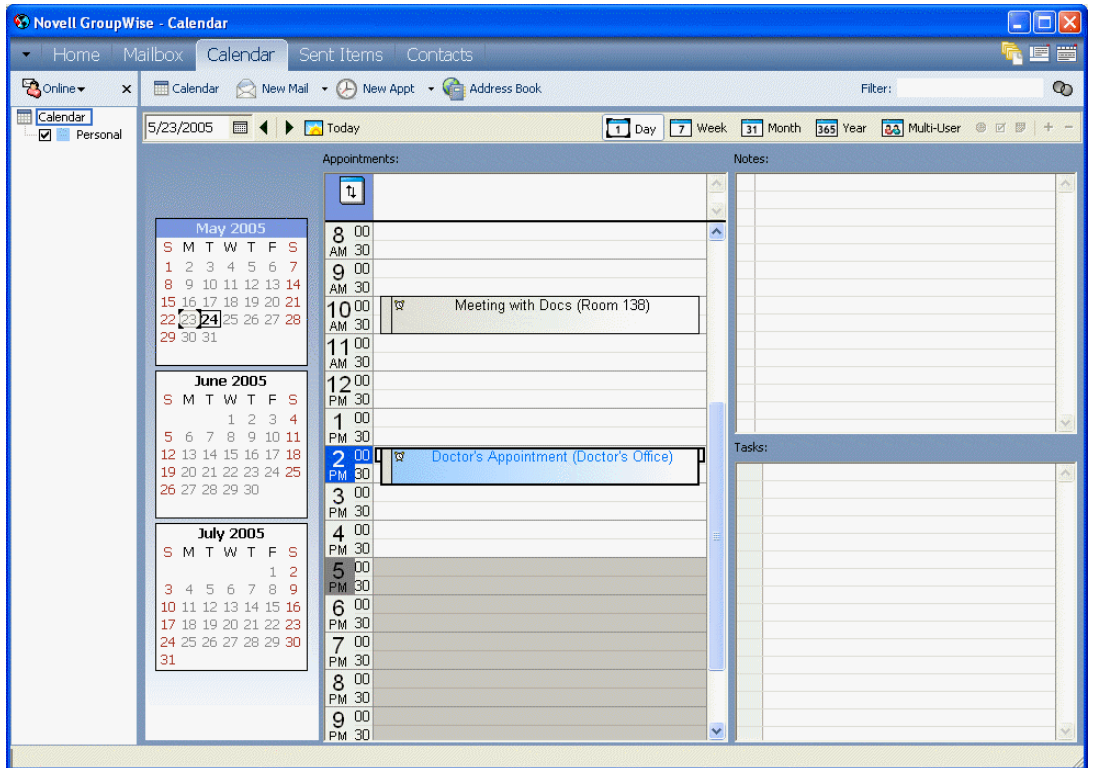 Novell GroupWise - Calendar
Home Mailbox Calendar Sent Items Contacts
Online Calendar New Mail New Appt Address Book Filter:
Calendar
Personal
5/23/2005 Today 1 Day 7 Week 31 Month 365 Year Multi-User
Appointments:
Notes:
May 2005
S M T W T F S
1 2 3 4 5 6 7
8 9 10 11 12 13 14
15 16 17 18 19 20 21
22 23 24 25 26 27 28
29 30 31
June 2005
S M T W T F S
1 2 3 4
5 6 7 8 9 10 11
12 13 14 15 16 17 18
19 20 21 22 23 24 25
26 27 28 29 30
July 2005
S M T W T F S
1 2
3 4 5 6 7 8 9
10 11 12 13 14 15 16
17 18 19 20 21 22 23
24 25 26 27 28 29 30
31
8 00
AM 30
9 00
AM 30
10 00 Meeting with Docs (Room 138)
AM 30
11 00
AM 30
12 00
PM 30
1 00
PM 30
2 00 Doctor's Appointment (Doctor's Office)
PM 30
3 00
PM 30
4 00
PM 30
5 00
PM 30
6 00
PM 30
7 00
PM 30
8 00
PM 30
9 00
PM 30
Tasks: